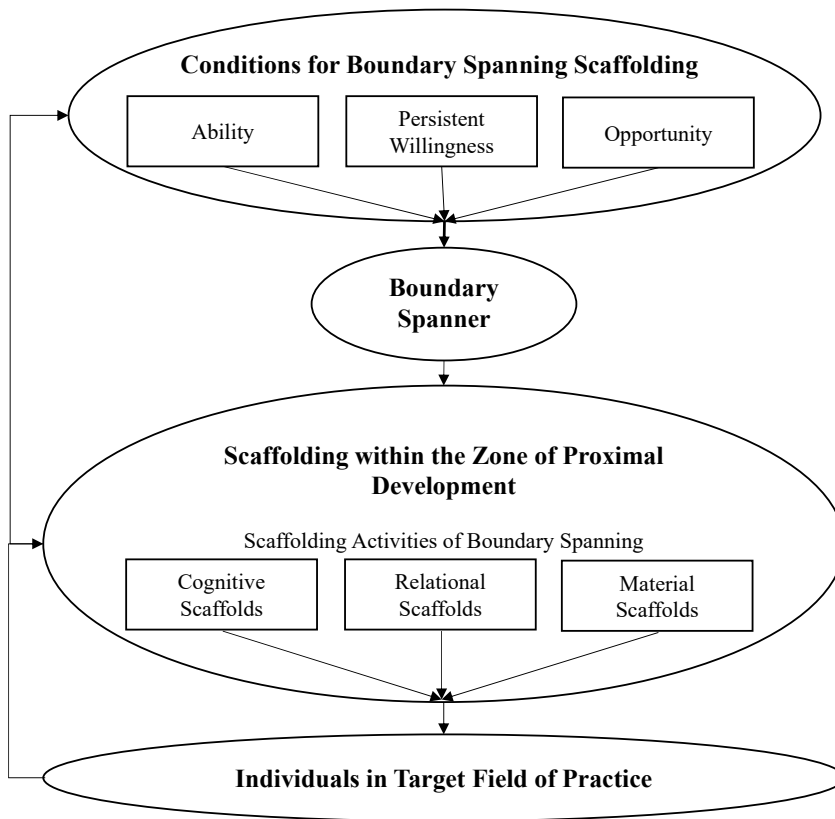 Conditions for Boundary Spanning Scaffolding
Ability
Persistent
Willingness
Opportunity
Boundary
Spanner
Scaffolding within the Zone of Proximal
Development
Scaffolding Activities of Boundary Spanning
Cognitive
Scaffolds
Relational
Scaffolds
Material
Scaffolds
Individuals in Target Field of Practice